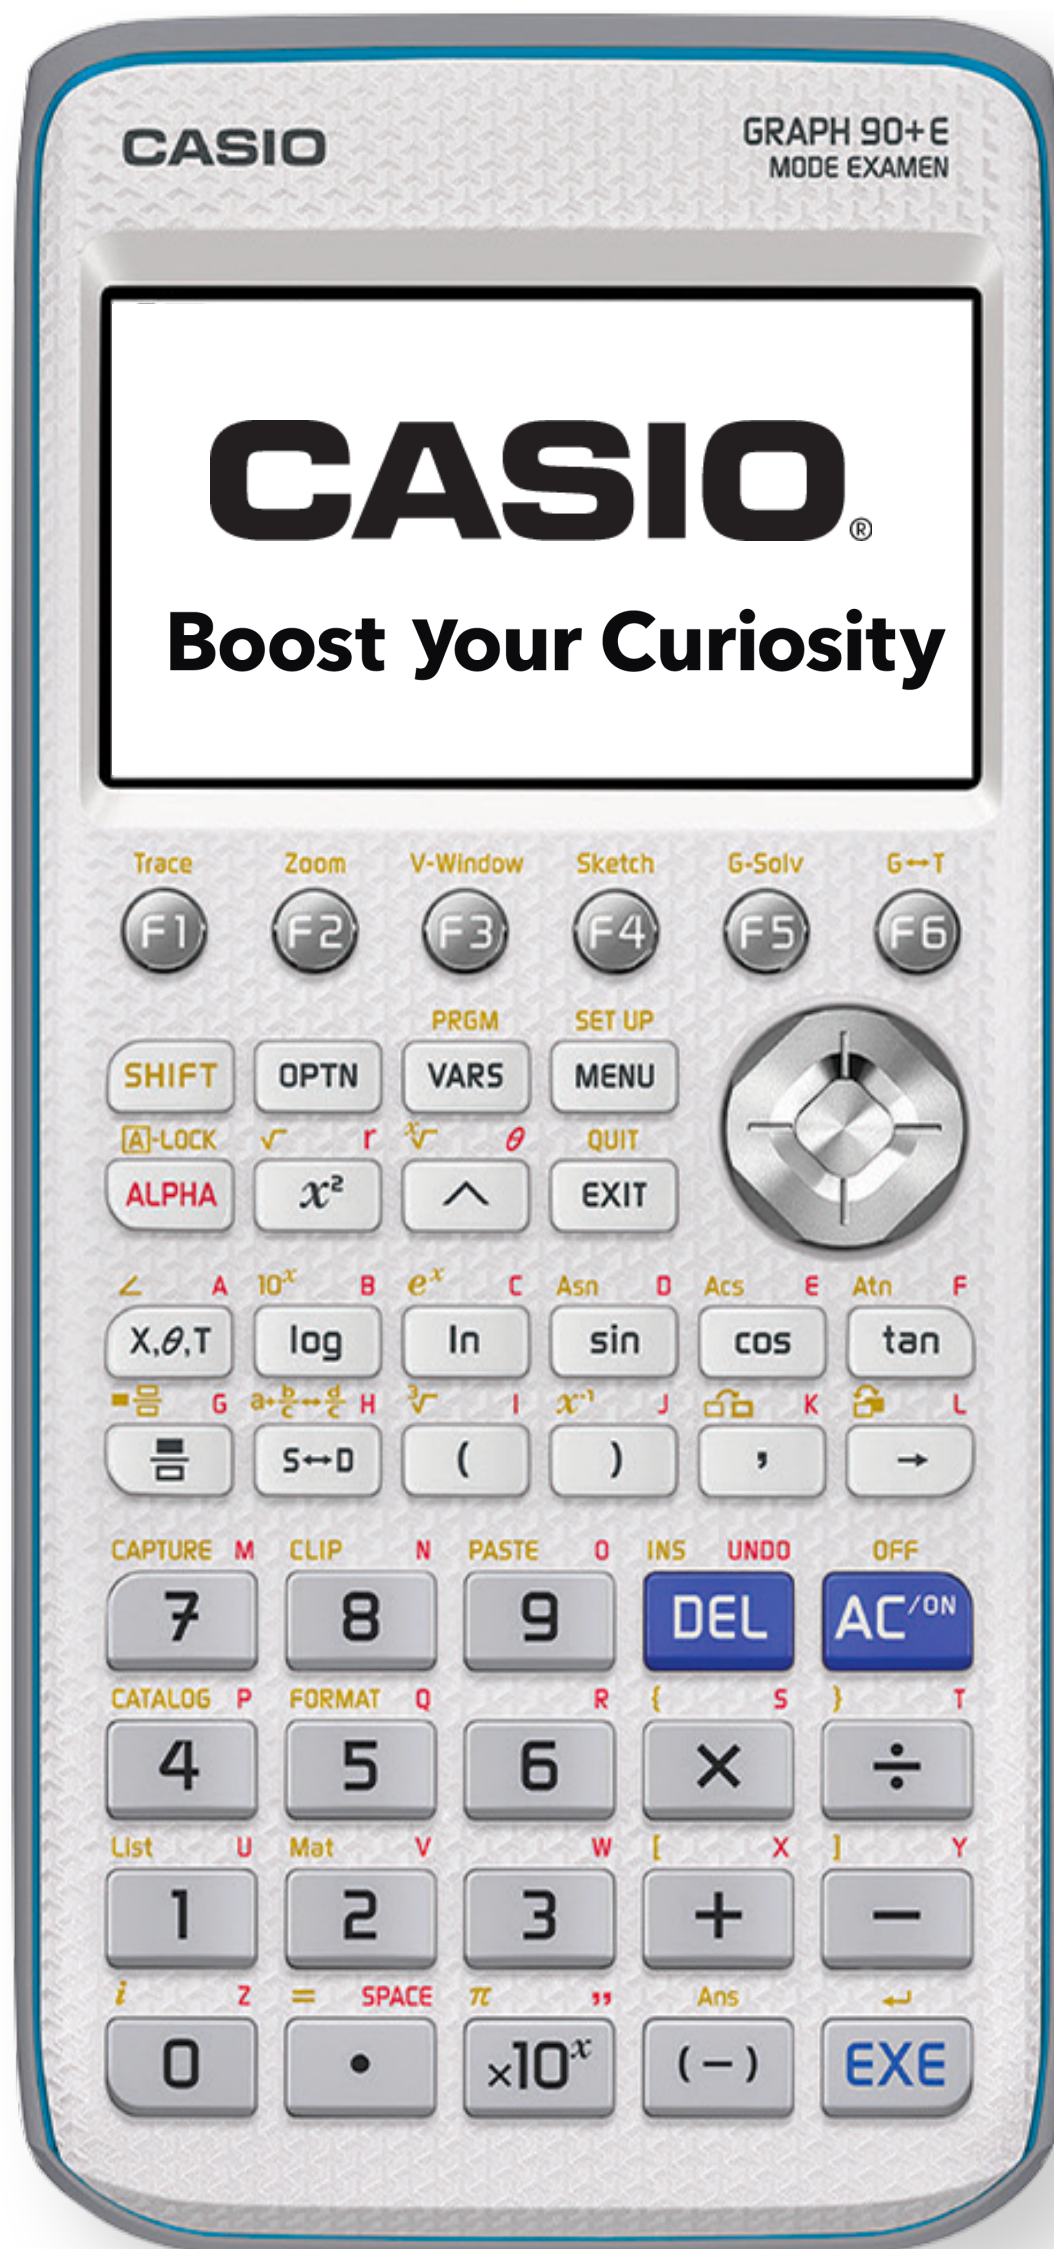 CASIO
GRAPH 90+E
MODE EXAMEN
CASIO®
Boost Your Curiosity
Trace Zoom V-Window Sketch G-Solv G↔T
F1 F2 F3 F4 F5 F6
PRGM SET UP
SHIFT OPTN VARS MENU
A-LOCK √ r ˣ√ θ QUIT
ALPHA x² ^ EXIT
∠ A 10ˣ B eˣ C Asn D Acs E Atn F
X,θ,T log ln sin cos tan
G a+b/c↔d/c H ³√ I x⁻¹ J K L
S↔D ( ) , →
CAPTURE M CLIP N PASTE O INS UNDO OFF
7 8 9 DEL AC/ON
CATALOG P FORMAT Q R { S } T
4 5 6 × ÷
List U Mat V W [ X ] Y
1 2 3 + −
i Z = SPACE π " Ans ↵
0 • ×10ˣ (−) EXE